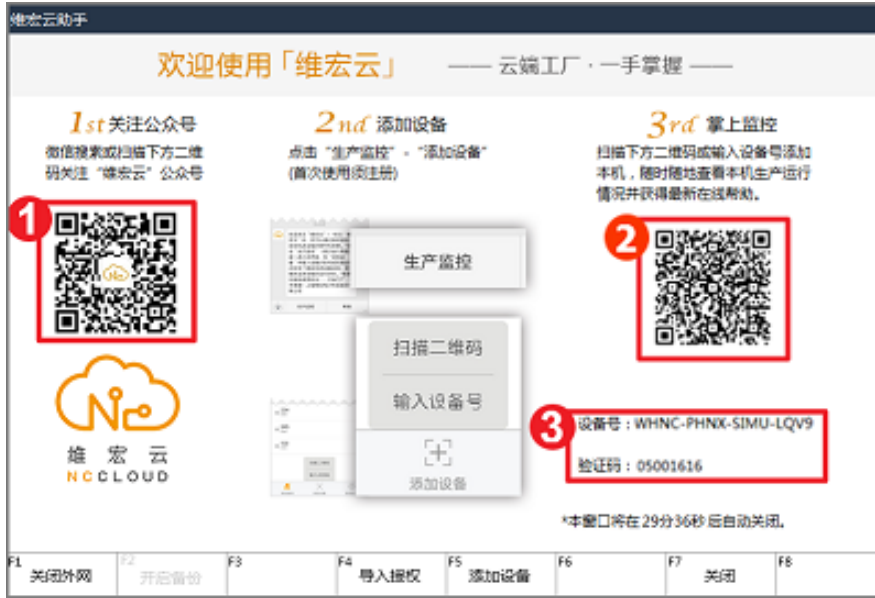 维宏云助手
欢迎使用「维宏云」 —— 云端工厂 · 一手掌握 ——
1st 关注公众号
微信搜索或扫描下方二维
码关注“维宏云”公众号
1
维 宏 云
NCCLOUD
2nd 添加设备
点击“生产监控” - “添加设备”
(首次使用须注册)
生产监控
扫描二维码
输入设备号
添加设备
3rd 掌上监控
扫描下方二维码或输入设备号添加
本机，随时随地查看本机生产运行
情况并获得最新在线帮助。
2
3
设备号：WHNC-PHNX-SIMU-LQV9
验证码：05001616
*本窗口将在29分36秒后自动关闭。
F1 关闭外网 F2 开启备份 F3 F4 导入授权 F5 添加设备 F6 F7 关闭 F8